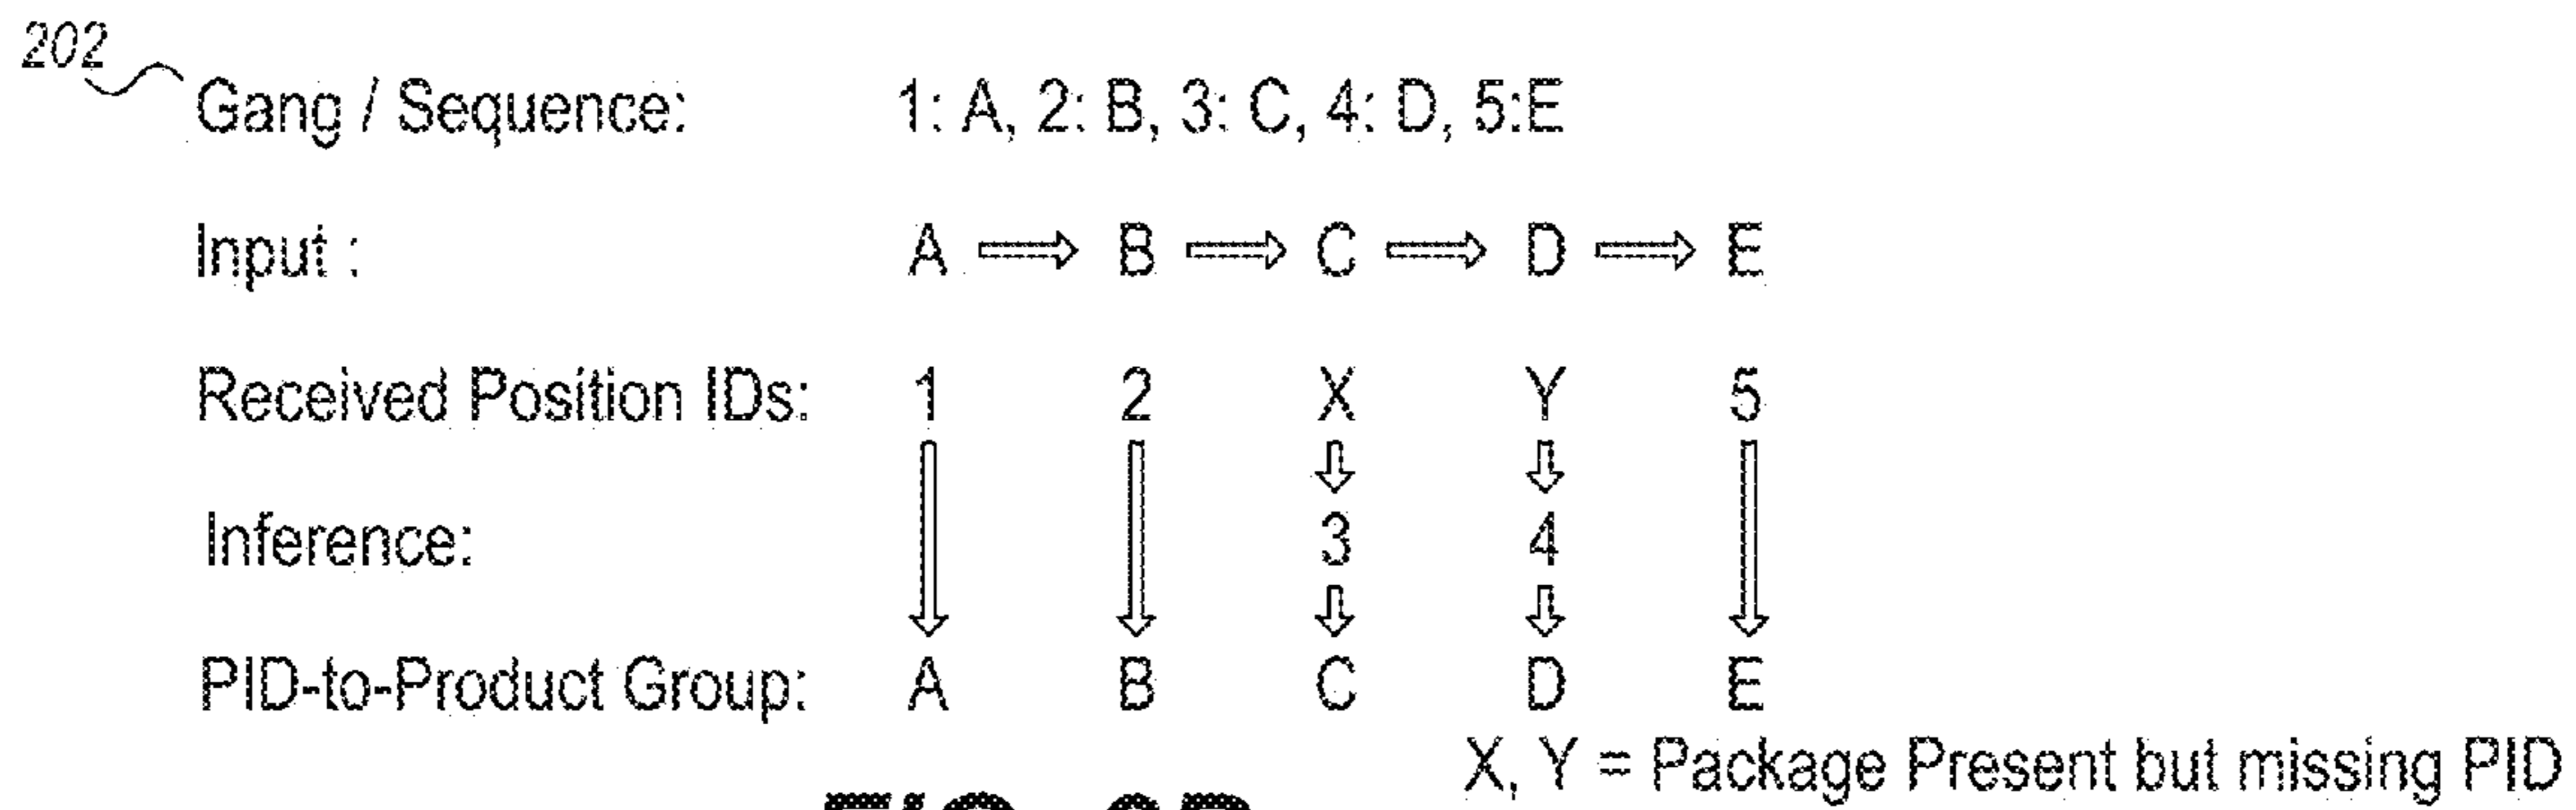 202
Gang / Sequence: 1: A, 2: B, 3: C, 4: D, 5:E
Input : A B C D E
Received Position IDs: 1 2 X Y 5
Inference: 3 4
PID-to-Product Group: A B C D E
X, Y = Package Present but missing PID